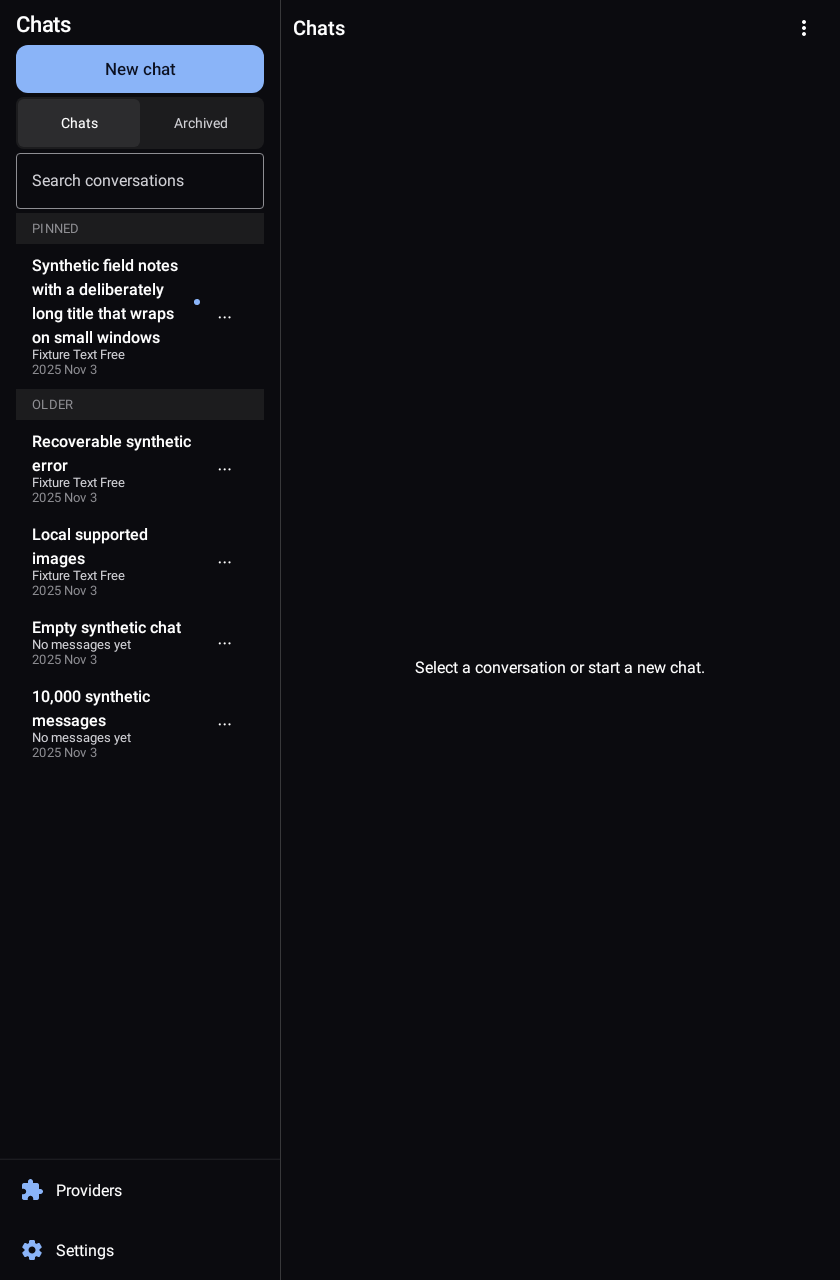 Chats
New chat
Chats
Archived
Search conversations
PINNED
Synthetic field notes
with a deliberately
long title that wraps
on small windows
Fixture Text Free
2025 Nov 3
OLDER
Recoverable synthetic
error
Fixture Text Free
2025 Nov 3
Local supported
images
Fixture Text Free
2025 Nov 3
Empty synthetic chat
No messages yet
2025 Nov 3
10,000 synthetic
messages
No messages yet
2025 Nov 3
Providers
Settings
Chats
Select a conversation or start a new chat.